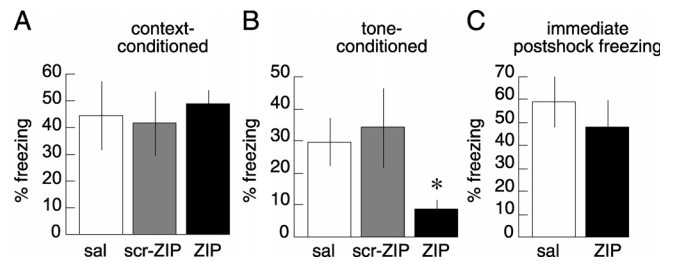 A
context-
conditioned
% freezing
60
50
40
30
20
10
0
sal scr-ZIP ZIP
B
tone-
conditioned
% freezing
50
40
30
20
10
0
*
sal scr-ZIP ZIP
C
immediate
postshock freezing
% freezing
70
60
50
40
30
20
10
0
sal ZIP